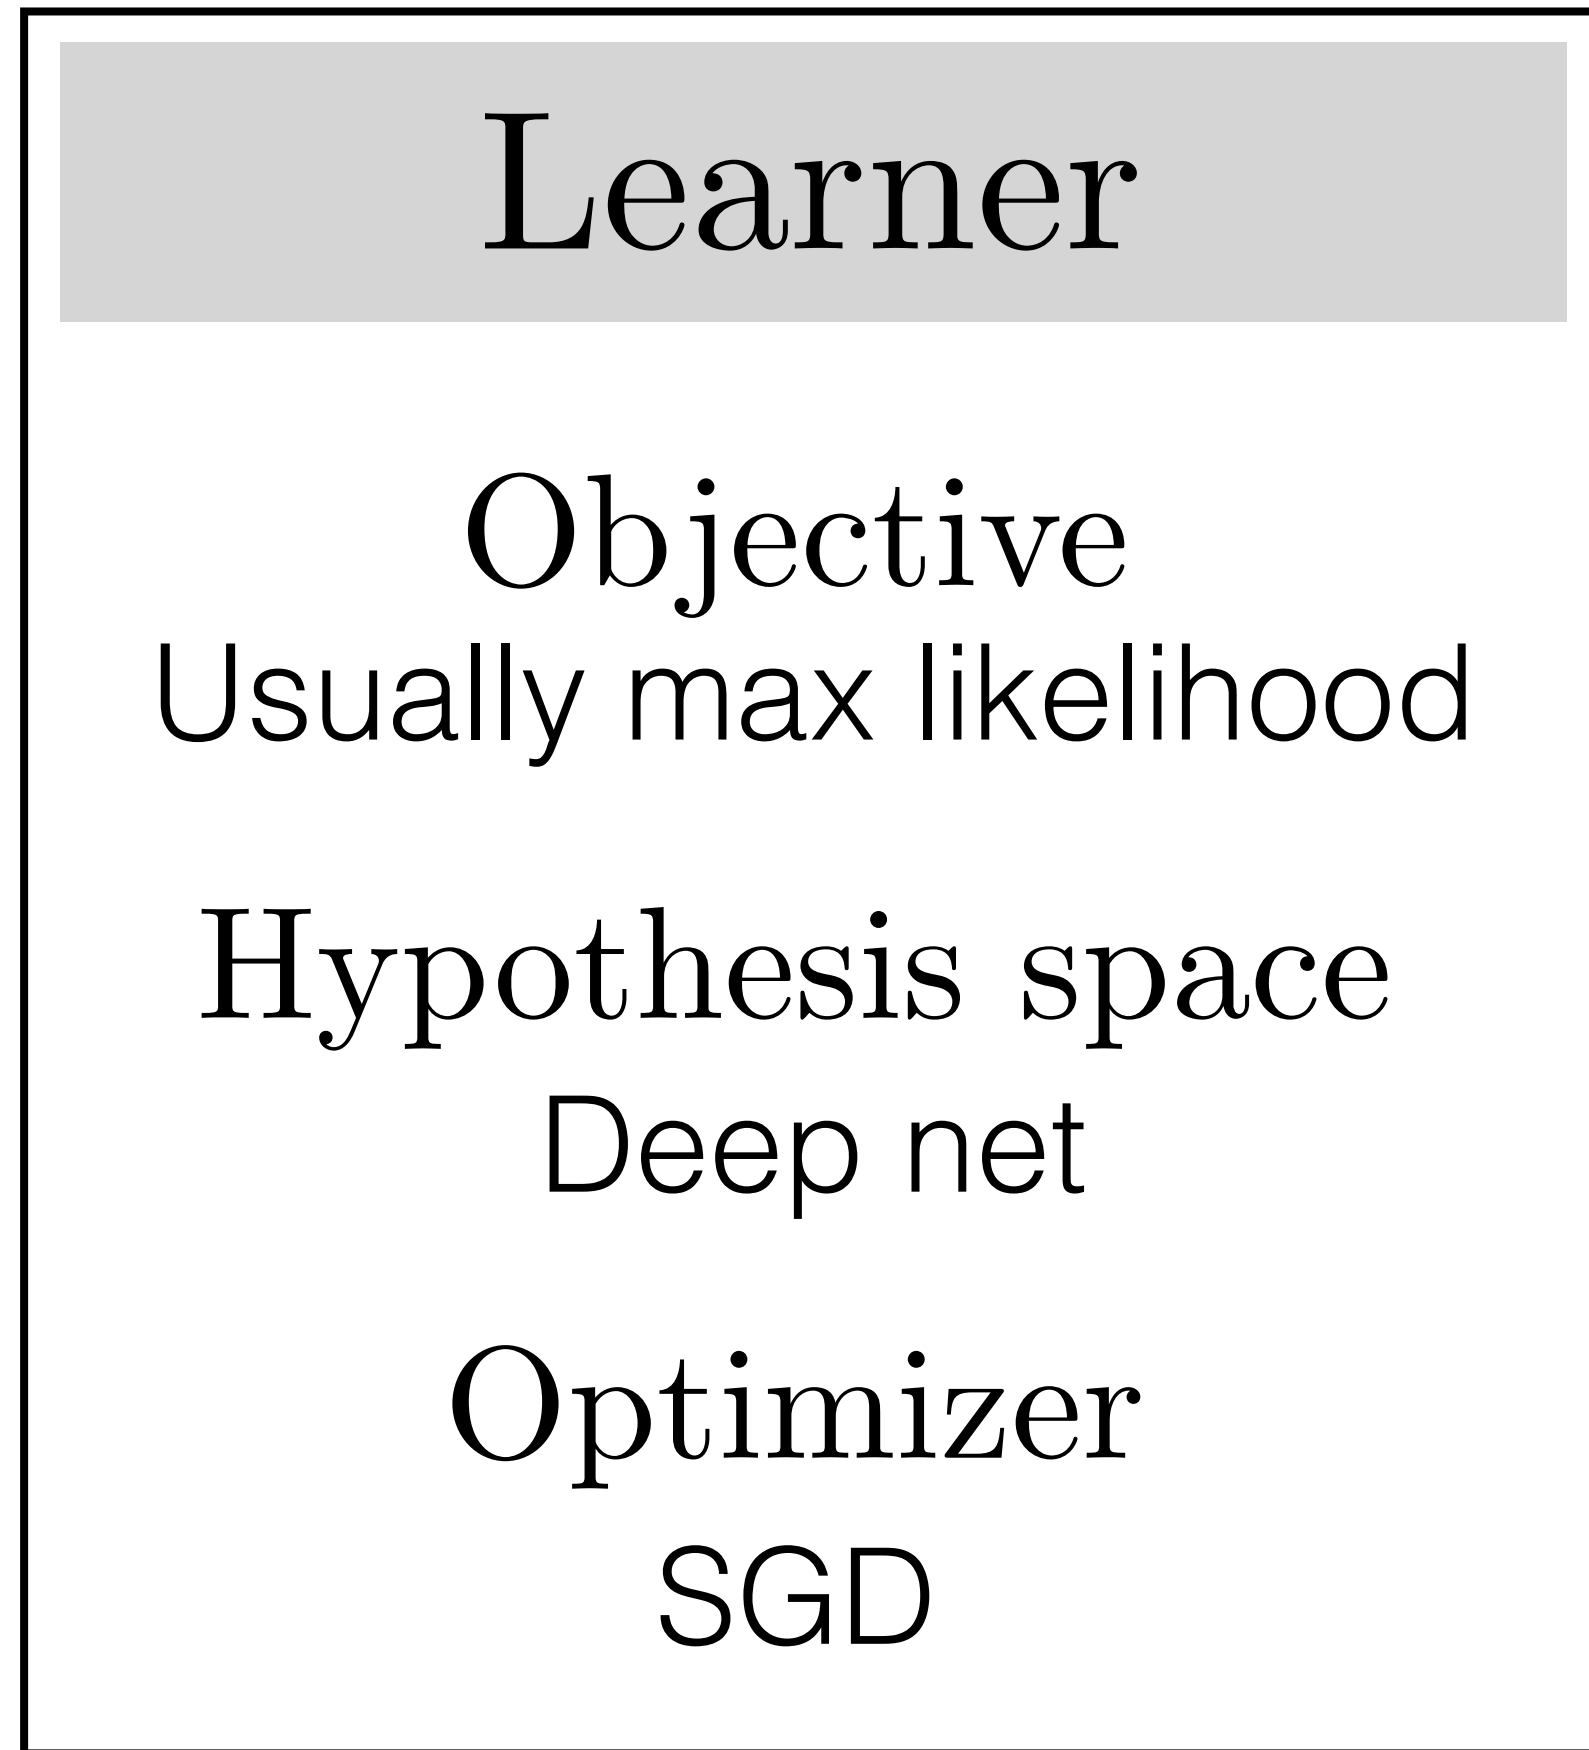 Learner
Objective
Usually max likelihood
Hypothesis space
Deep net
Optimizer
SGD